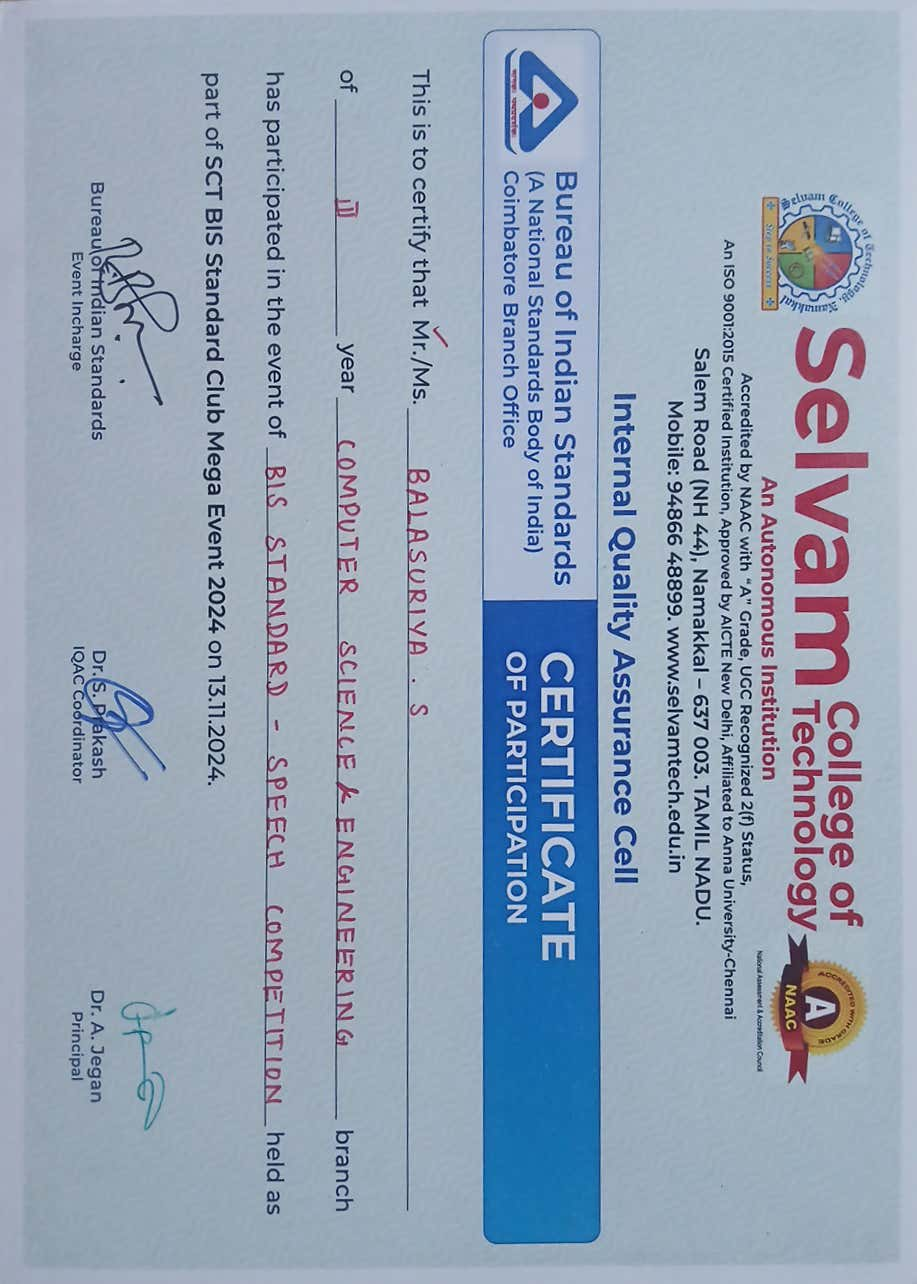 Selvam College of Technology, Namakkal
Step to Success
Selvam College of
Technology
ACCREDITED WITH GRADE
A
NAAC
National Assessment & Accreditation Council
An Autonomous Institution
Accredited by NAAC with "A" Grade, UGC Recognized 2(f) Status,
An ISO 9001:2015 Certified Institution, Approved by AICTE New Delhi, Affiliated to Anna University-Chennai
Salem Road (NH 44), Namakkal – 637 003. TAMIL NADU.
Mobile: 94866 48899. www.selvamtech.edu.in
Internal Quality Assurance Cell
मानकः पथप्रदर्शकः
Bureau of Indian Standards
(A National Standards Body of India)
Coimbatore Branch Office
CERTIFICATE
OF PARTICIPATION
This is to certify that Mr./Ms. BALASURIYA . S
of II year COMPUTER SCIENCE & ENGINEERING branch
has participated in the event of BIS STANDARD - SPEECH COMPETITION held as
part of SCT BIS Standard Club Mega Event 2024 on 13.11.2024.
Bureau of Indian Standards
Event Incharge
Dr. S. Prakash
IQAC Coordinator
Dr. A. Jegan
Principal